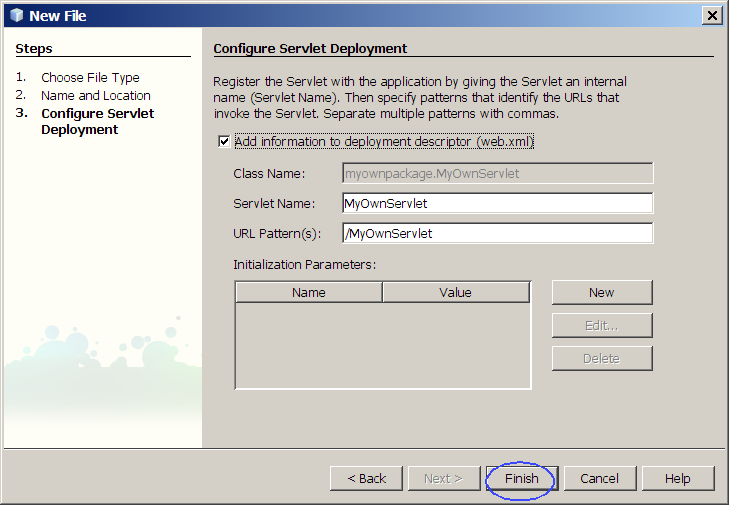 New File
Steps
1. Choose File Type
2. Name and Location
3. Configure Servlet
Deployment
Configure Servlet Deployment
Register the Servlet with the application by giving the Servlet an internal
name (Servlet Name). Then specify patterns that identify the URLs that
invoke the Servlet. Separate multiple patterns with commas.
Add information to deployment descriptor (web.xml)
Class Name: myownpackage.MyOwnServlet
Servlet Name: MyOwnServlet
URL Pattern(s): /MyOwnServlet
Initialization Parameters:
Name Value
New
Edit...
Delete
< Back Next > Finish Cancel Help